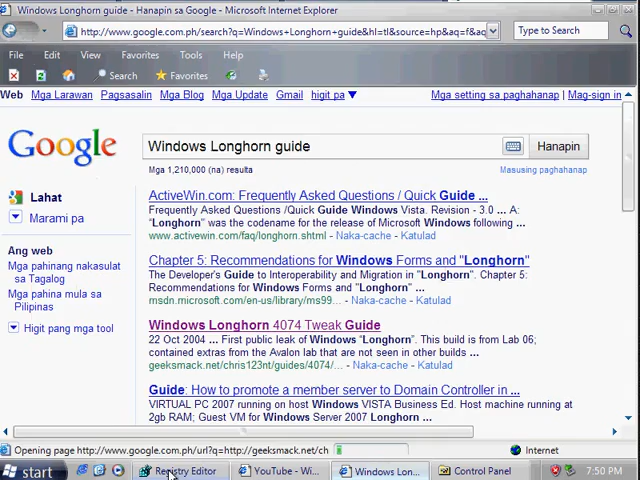 Windows Longhorn guide - Hanapin sa Google - Microsoft Internet Explorer
http://www.google.com.ph/search?q=Windows+Longhorn+guide&hl=tl&source=hp&aq=f&aq
Type to Search
File Edit View Favorites Tools Help
Search Favorites
Web Mga Larawan Pagsasalin Mga Blog Mga Update Gmail higit pa ▼ Mga setting sa paghahanap | Mag-sign in
Google
Windows Longhorn guide
Hanapin
Mga 1,210,000 (na) resulta
Masusing paghahanap
Lahat
Marami pa
Ang web
Mga pahinang nakasulat
sa Tagalog
Mga pahina mula sa
Pilipinas
Higit pang mga tool
ActiveWin.com: Frequently Asked Questions / Quick Guide ...
Frequently Asked Questions /Quick Guide Windows Vista. Revision - 3.0 ... A:
"Longhorn" was the codename for the release of Microsoft Windows following ...
www.activewin.com/faq/longhorn.shtml - Naka-cache - Katulad
Chapter 5: Recommendations for Windows Forms and "Longhorn"
The Developer's Guide to Interoperability and Migration in "Longhorn". Chapter 5:
Recommendations for Windows Forms and "Longhorn" ...
msdn.microsoft.com/en-us/library/ms99... - Naka-cache - Katulad
Windows Longhorn 4074 Tweak Guide
22 Oct 2004 ... First public leak of Windows "Longhorn". This build is from Lab 06;
contained extras from the Avalon lab that are not seen in other builds ...
geeksmack.net/chris123nt/guides/4074/... - Naka-cache - Katulad
Guide: How to promote a member server to Domain Controller in ...
VIRTUAL PC 2007 running on host Windows VISTA Business Ed. Host machine running at
2gb RAM; Guest VM for Windows Server 2007 Longhorn ...
Opening page http://www.google.com.ph/url?q=http://geeksmack.net/ch
Internet
start
Registry Editor
YouTube - Wi...
Windows Lon...
Control Panel
7:50 PM